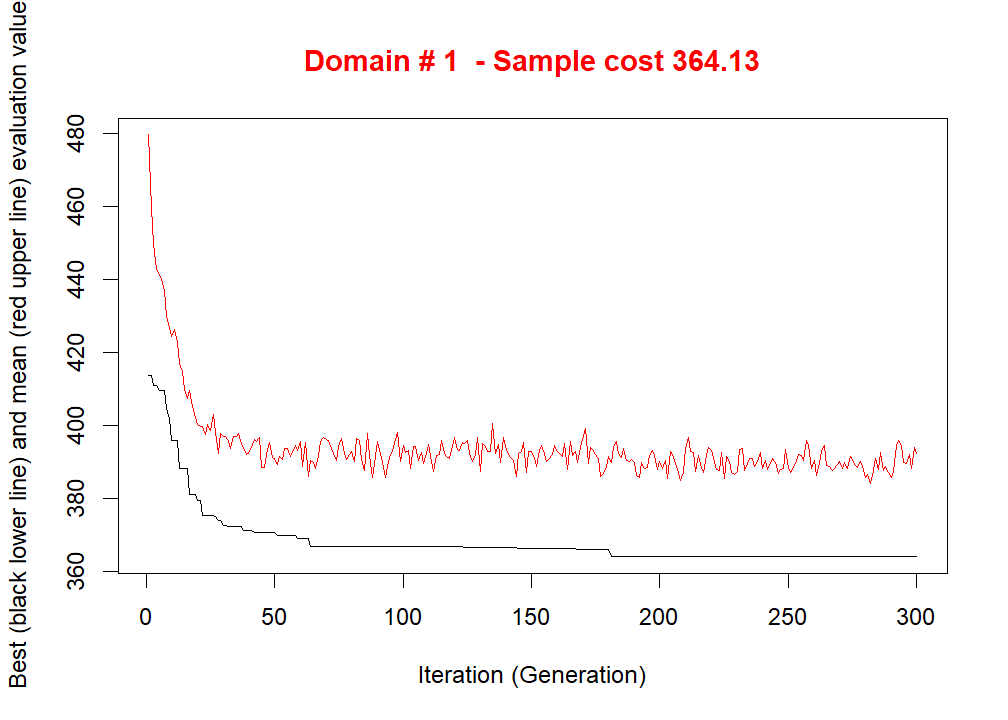 Domain # 1  - Sample cost 364.13
Best (black lower line) and mean (red upper line) evaluation value
480
460
440
420
400
380
360
0 50 100 150 200 250 300
Iteration (Generation)